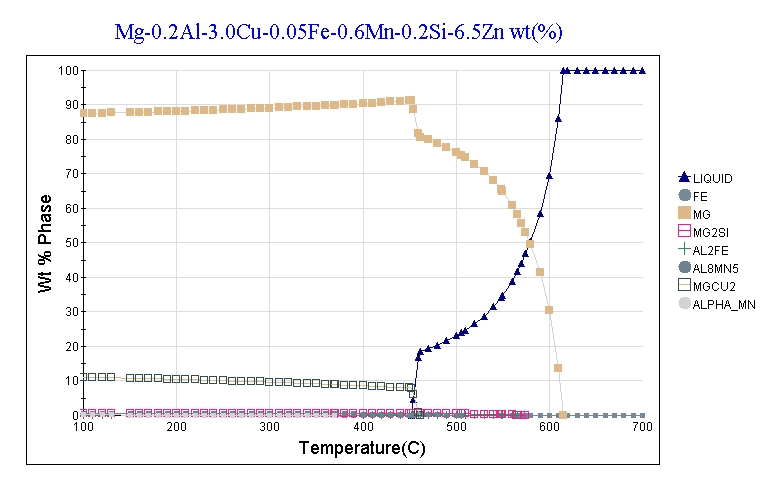 Mg-0.2Al-3.0Cu-0.05Fe-0.6Mn-0.2Si-6.5Zn wt(%)
100
90
80
70
60
50
40
30
20
10
0
Wt % Phase
100 200 300 400 500 600 700
Temperature(C)
LIQUID
FE
MG
MG2SI
AL2FE
AL8MN5
MGCU2
ALPHA_MN